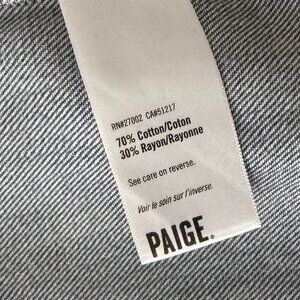 RN#27002 CA#51217
70% Cotton/Coton
30% Rayon/Rayonne
See care on reverse.
Voir le soin sur l'inverse.
PAIGE.